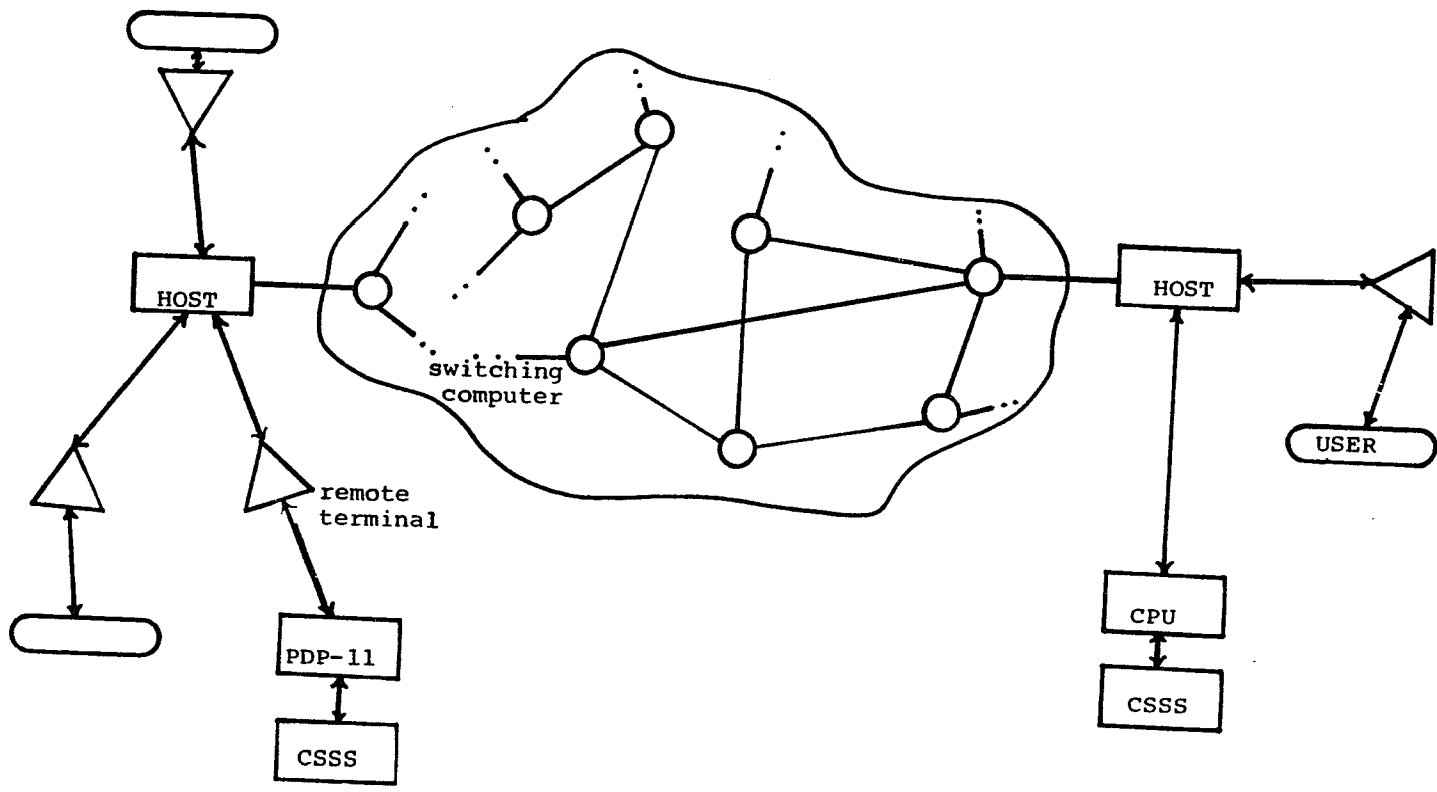 HOST
HOST
switching
computer
USER
remote
terminal
CPU
PDP-11
CSSS
CSSS